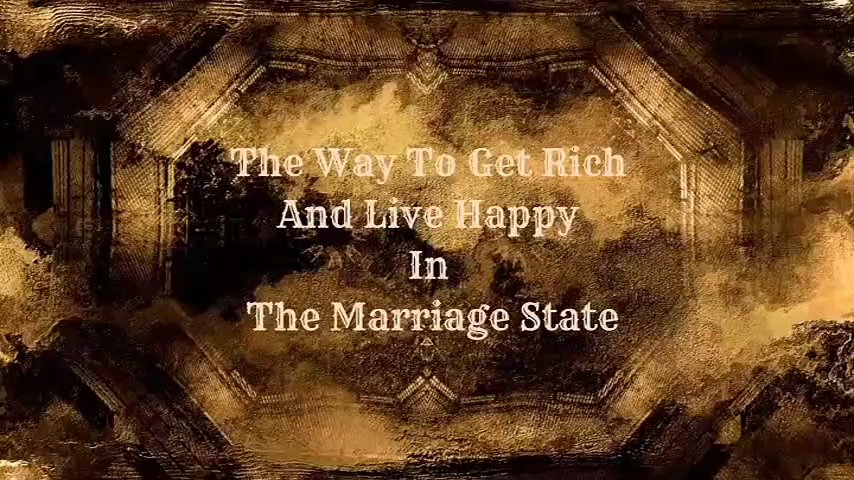 The Way To Get Rich
And Live Happy
In
The Marriage State